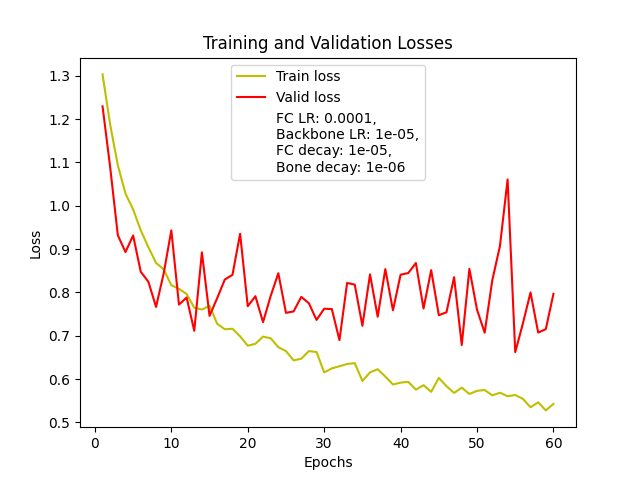 Training and Validation Losses
Train loss
Valid loss
FC LR: 0.0001,
Backbone LR: 1e-05,
FC decay: 1e-05,
Bone decay: 1e-06
Loss
1.3
1.2
1.1
1.0
0.9
0.8
0.7
0.6
0.5
0 10 20 30 40 50 60
Epochs